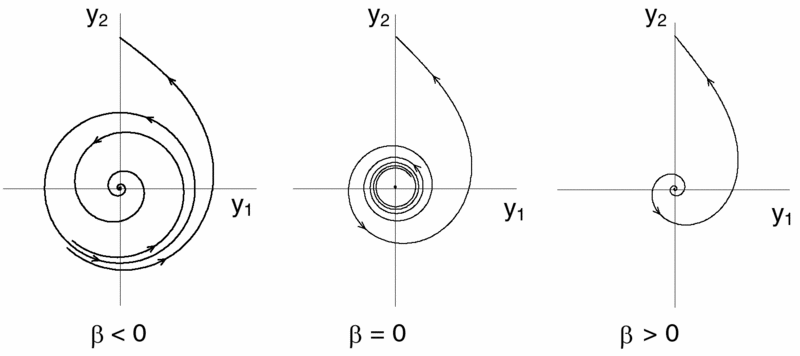 y₂ y₂ y₂
y₁ y₁ y₁
β < 0 β = 0 β > 0